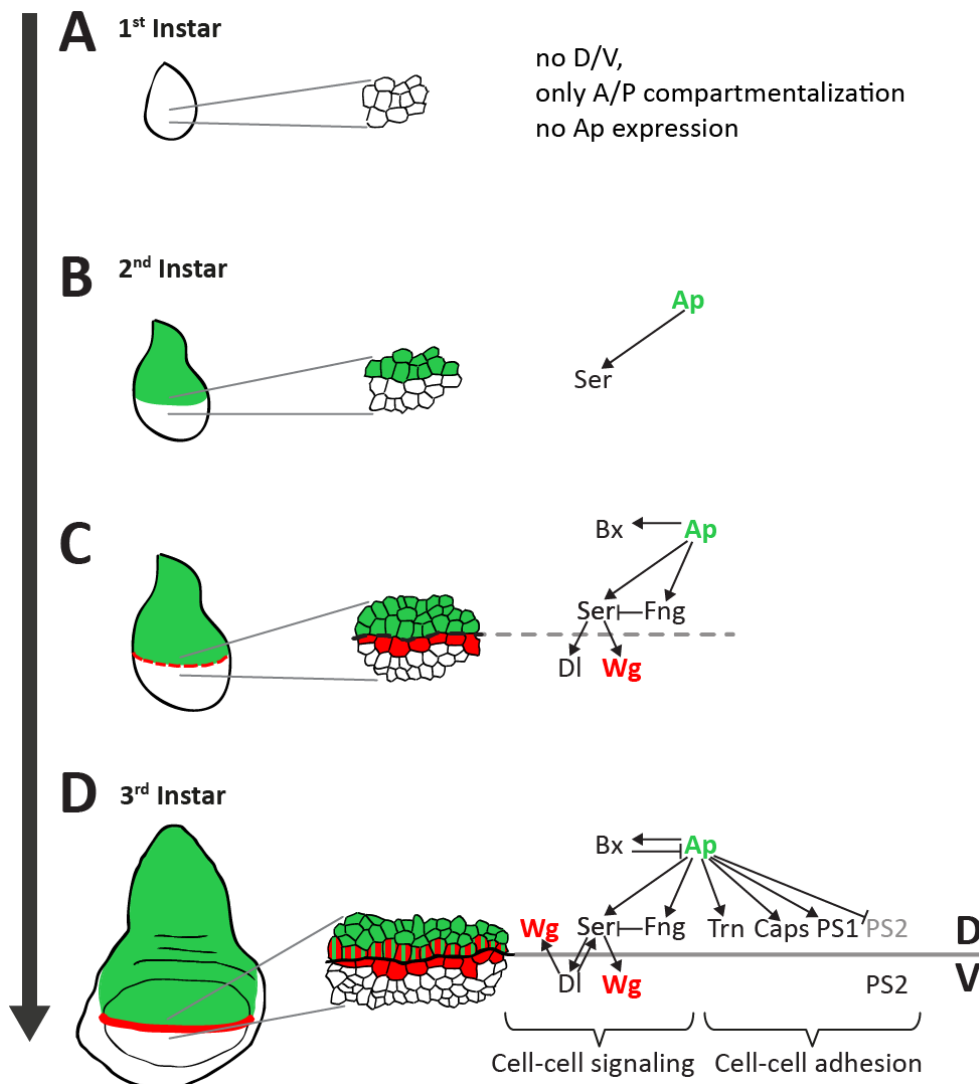 A 1st Instar
no D/V,
only A/P compartmentalization
no Ap expression
B 2nd Instar
Ap
Ser
C
Bx Ap
Ser Fng
Dl Wg
D 3rd Instar
Bx Ap
Wg Ser Fng Trn Caps PS1 PS2 D
Dl Wg PS2 V
Cell-cell signaling Cell-cell adhesion